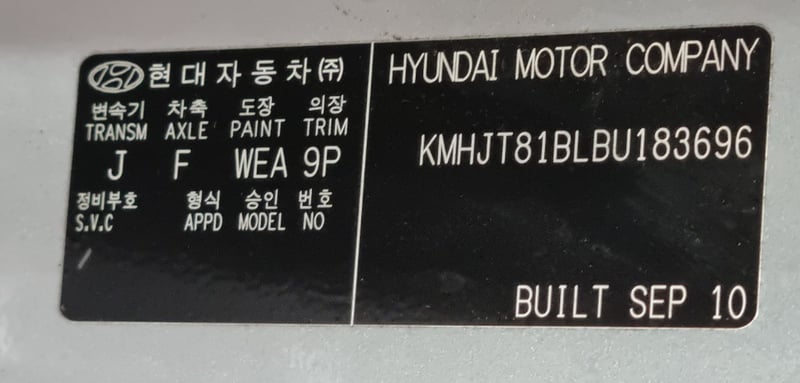 현대자동차㈜
변속기 차축 도장 의장
TRANSM AXLE PAINT TRIM
J F WEA 9P
정비부호 형식 승인 번호
S.V.C APPD MODEL NO
/
HYUNDAI MOTOR COMPANY
KMHJT81BLBU183696
BUILT SEP 10